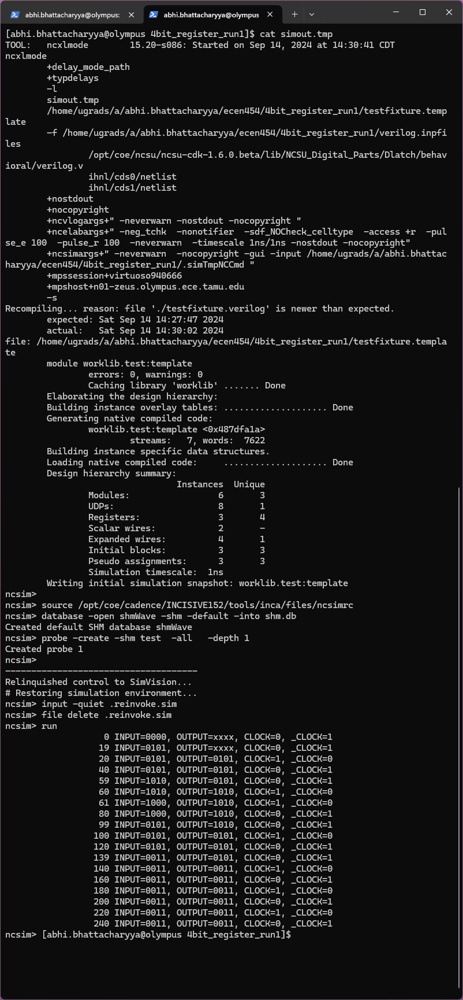 abhi.bhattacharyya@olympus:
abhi.bhattacharyya@olympus
[abhi.bhattacharyya@olympus 4bit_register_run1]$ cat simout.tmp
TOOL:   ncxlmode        15.20-s086: Started on Sep 14, 2024 at 14:30:41 CDT
ncxlmode
        +delay_mode_path
        +typdelays
        -l
        simout.tmp
        /home/ugrads/a/abhi.bhattacharyya/ecen454/4bit_register_run1/testfixture.temp
late
        -f /home/ugrads/a/abhi.bhattacharyya/ecen454/4bit_register_run1/verilog.inpfi
les
                /opt/coe/ncsu/ncsu-cdk-1.6.0.beta/lib/NCSU_Digital_Parts/Dlatch/behav
ioral/verilog.v
                ihnl/cds0/netlist
                ihnl/cds1/netlist
        +nostdout
        +nocopyright
        +ncvlogargs+" -neverwarn -nostdout -nocopyright "
        +ncelabargs+" -neg_tchk  -nonotifier  -sdf_NOCheck_celltype  -access +r  -pul
se_e 100  -pulse_r 100  -neverwarn  -timescale 1ns/1ns -nostdout -nocopyright"
        +ncsimargs+" -neverwarn  -nocopyright -gui -input /home/ugrads/a/abhi.bhattac
haryya/ecen454/4bit_register_run1/.simTmpNCCmd "
        +mpssession+virtuoso940666
        +mpshost+n01-zeus.olympus.ece.tamu.edu
        -s
Recompiling... reason: file './testfixture.verilog' is newer than expected.
        expected: Sat Sep 14 14:27:47 2024
        actual:   Sat Sep 14 14:30:02 2024
file: /home/ugrads/a/abhi.bhattacharyya/ecen454/4bit_register_run1/testfixture.templa
te
        module worklib.test:template
                errors: 0, warnings: 0
                Caching library 'worklib' ....... Done
        Elaborating the design hierarchy:
        Building instance overlay tables: .................... Done
        Generating native compiled code:
                worklib.test:template <0x487dfa1a>
                        streams:   7, words:  7622
        Building instance specific data structures.
        Loading native compiled code:     .................... Done
        Design hierarchy summary:
                                 Instances  Unique
                Modules:                 6       3
                UDPs:                    8       1
                Registers:               3       4
                Scalar wires:            2       -
                Expanded wires:          4       1
                Initial blocks:          3       3
                Pseudo assignments:      3       3
                Simulation timescale:  1ns
        Writing initial simulation snapshot: worklib.test:template
ncsim>
ncsim> source /opt/coe/cadence/INCISIVE152/tools/inca/files/ncsimrc
ncsim> database -open shmWave -shm -default -into shm.db
Created default SHM database shmWave
ncsim> probe -create -shm test  -all   -depth 1
Created probe 1
ncsim>
-------------------------------------
Relinquished control to SimVision...
# Restoring simulation environment...
ncsim> input -quiet .reinvoke.sim
ncsim> file delete .reinvoke.sim
ncsim> run
                   0 INPUT=0000, OUTPUT=xxxx, CLOCK=0, _CLOCK=1
                  19 INPUT=0101, OUTPUT=xxxx, CLOCK=0, _CLOCK=1
                  20 INPUT=0101, OUTPUT=0101, CLOCK=1, _CLOCK=0
                  40 INPUT=0101, OUTPUT=0101, CLOCK=0, _CLOCK=1
                  59 INPUT=1010, OUTPUT=0101, CLOCK=0, _CLOCK=1
                  60 INPUT=1010, OUTPUT=1010, CLOCK=1, _CLOCK=0
                  61 INPUT=1000, OUTPUT=1010, CLOCK=1, _CLOCK=0
                  80 INPUT=1000, OUTPUT=1010, CLOCK=0, _CLOCK=1
                  99 INPUT=0101, OUTPUT=1010, CLOCK=0, _CLOCK=1
                 100 INPUT=0101, OUTPUT=0101, CLOCK=1, _CLOCK=0
                 120 INPUT=0101, OUTPUT=0101, CLOCK=0, _CLOCK=1
                 139 INPUT=0011, OUTPUT=0101, CLOCK=0, _CLOCK=1
                 140 INPUT=0011, OUTPUT=0011, CLOCK=1, _CLOCK=0
                 160 INPUT=0011, OUTPUT=0011, CLOCK=0, _CLOCK=1
                 180 INPUT=0011, OUTPUT=0011, CLOCK=1, _CLOCK=0
                 200 INPUT=0011, OUTPUT=0011, CLOCK=0, _CLOCK=1
                 220 INPUT=0011, OUTPUT=0011, CLOCK=1, _CLOCK=0
                 240 INPUT=0011, OUTPUT=0011, CLOCK=0, _CLOCK=1
ncsim> [abhi.bhattacharyya@olympus 4bit_register_run1]$